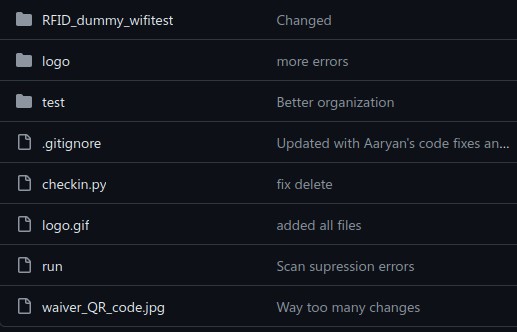 RFID_dummy_wifitest Changed
logo more errors
test Better organization
.gitignore Updated with Aaryan's code fixes an...
checkin.py fix delete
logo.gif added all files
run Scan supression errors
waiver_QR_code.jpg Way too many changes